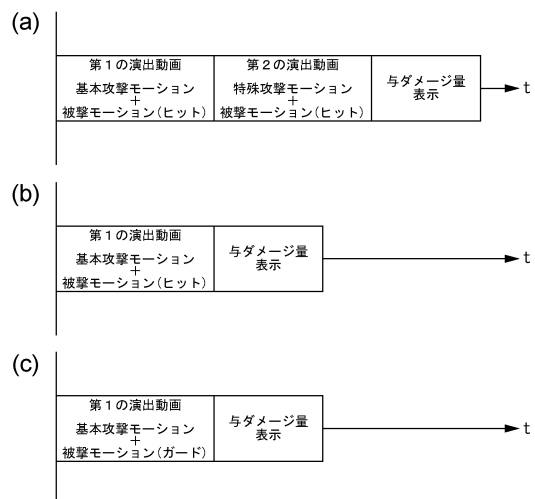 (a)
第１の演出動画
基本攻撃モーション
＋
被撃モーション(ヒット)
第２の演出動画
特殊攻撃モーション
＋
被撃モーション(ヒット)
与ダメージ量
表示
t
(b)
第１の演出動画
基本攻撃モーション
＋
被撃モーション(ヒット)
与ダメージ量
表示
t
(c)
第１の演出動画
基本攻撃モーション
＋
被撃モーション(ガード)
与ダメージ量
表示
t